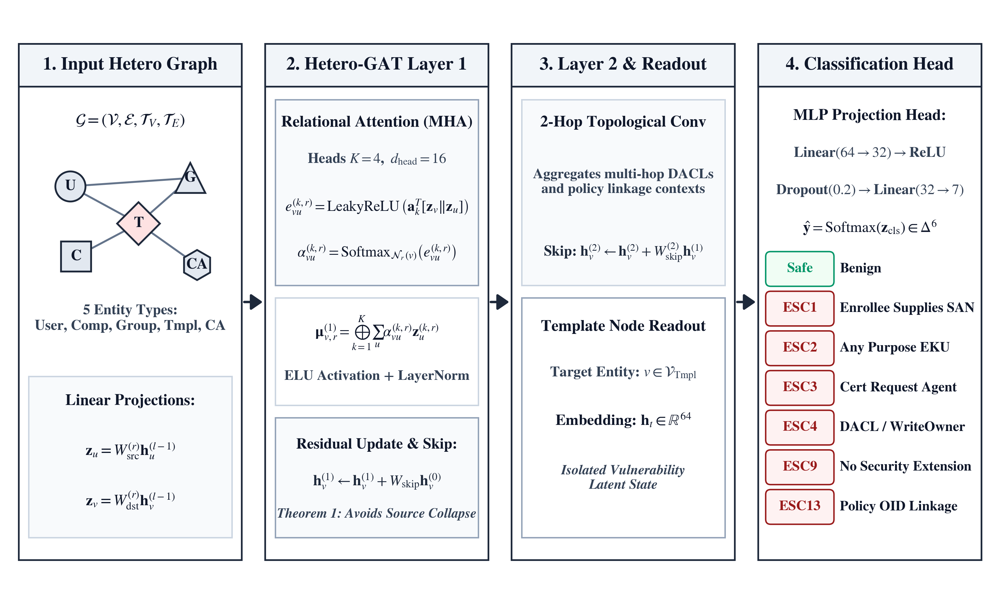 1. Input Hetero Graph
𝒢 = (𝒱, ℰ, 𝒯_V, 𝒯_E)
U
G
T
C
CA
5 Entity Types:
User, Comp, Group, Tmpl, CA
Linear Projections:
z_u = W_src^(r) h_u^(l−1)
z_v = W_dst^(r) h_v^(l−1)
2. Hetero-GAT Layer 1
Relational Attention (MHA)
Heads K = 4, d_head = 16
e_vu^(k,r) = LeakyReLU (a_k^T [z_v ∥ z_u])
α_vu^(k,r) = Softmax_𝒩_r(v) (e_vu^(k,r))
μ_v,r^(1) = ⊕_k=1^K ∑_u α_vu^(k,r) z_u^(k,r)
ELU Activation + LayerNorm
Residual Update & Skip:
h_v^(1) ← h_v^(1) + W_skip h_v^(0)
Theorem 1: Avoids Source Collapse
3. Layer 2 & Readout
2-Hop Topological Conv
Aggregates multi-hop DACLs
and policy linkage contexts
Skip: h_v^(2) ← h_v^(2) + W_skip^(2) h_v^(1)
Template Node Readout
Target Entity: v ∈ 𝒱_Tmpl
Embedding: h_t ∈ ℝ^64
Isolated Vulnerability
Latent State
4. Classification Head
MLP Projection Head:
Linear(64 → 32) → ReLU
Dropout(0.2) → Linear(32 → 7)
ŷ = Softmax(z_cls) ∈ Δ^6
Safe Benign
ESC1 Enrollee Supplies SAN
ESC2 Any Purpose EKU
ESC3 Cert Request Agent
ESC4 DACL / WriteOwner
ESC9 No Security Extension
ESC13 Policy OID Linkage